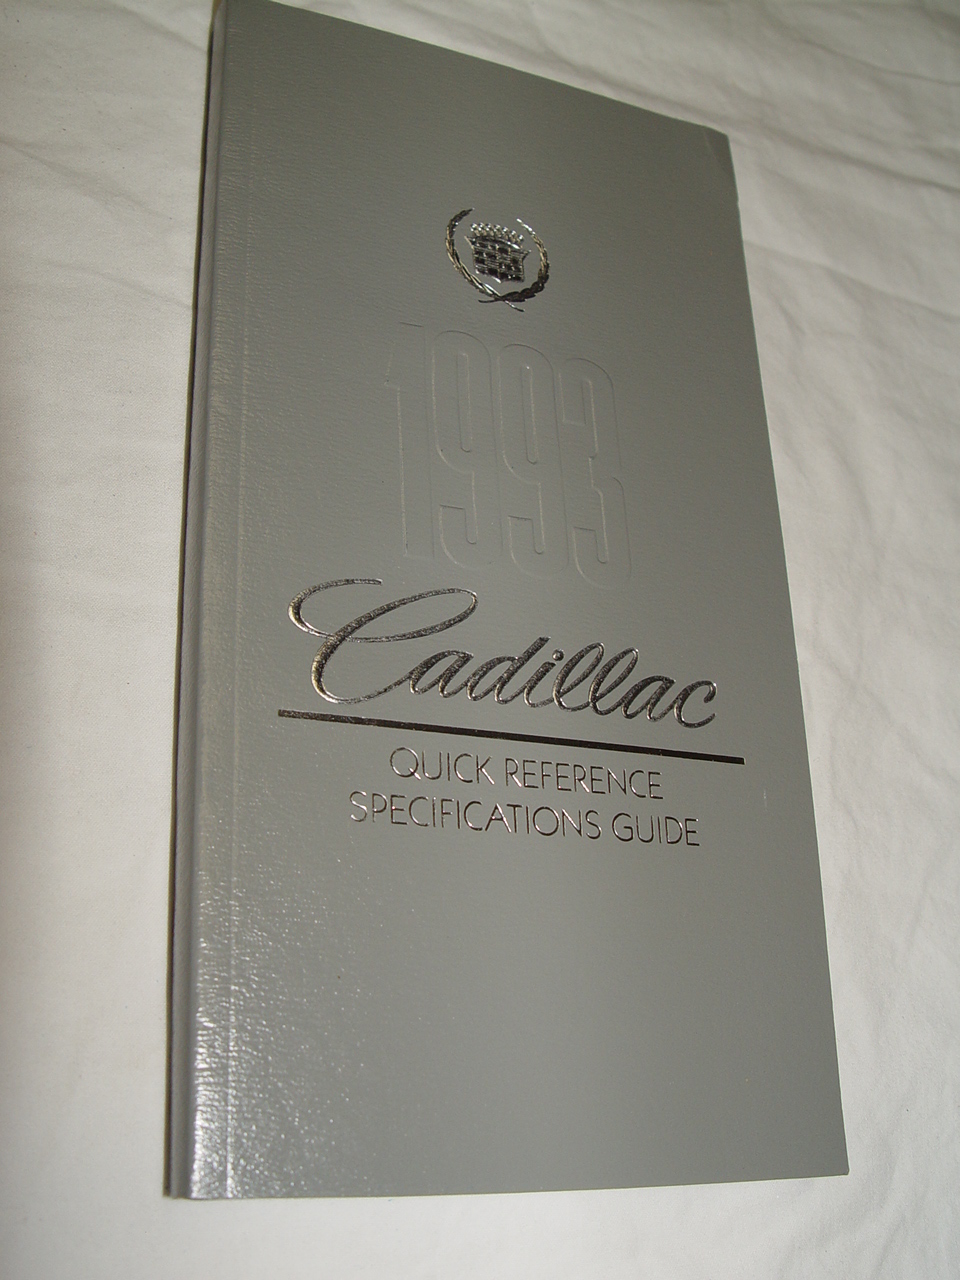 1993
Cadillac
QUICK REFERENCE
SPECIFICATIONS GUIDE